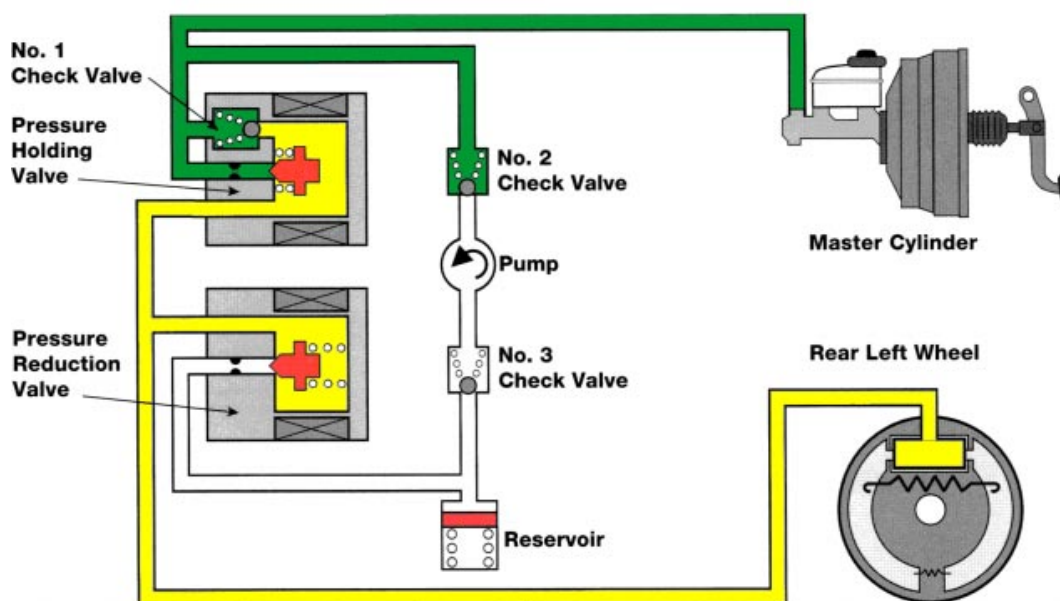 No. 1
Check Valve
Pressure
Holding
Valve
No. 2
Check Valve
Master Cylinder
Pump
Pressure
Reduction
Valve
No. 3
Check Valve
Rear Left Wheel
Reservoir